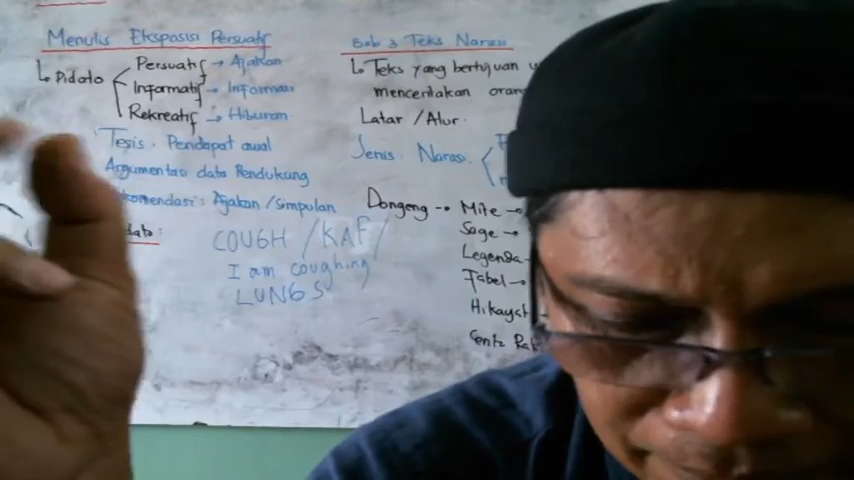 Menulis Eksposisi Persuatif
Pidato
Persuatif → Ajakan
Informatif → Informasi
Rekreatif → Hiburan
Tesis. Pendapat awal
Argumentasi data Pendukung
Ajakan/Simpulan
COUGH /KAF/
I am coughing
LUNGS
Bab 3 Teks Narasi
Teks yang bertujuan
menceritakan orang
Latar / Alur.
Jenis. Narasi
Dongeng → Mite →
Sage →
Legenda
Fabel →
Hikayat